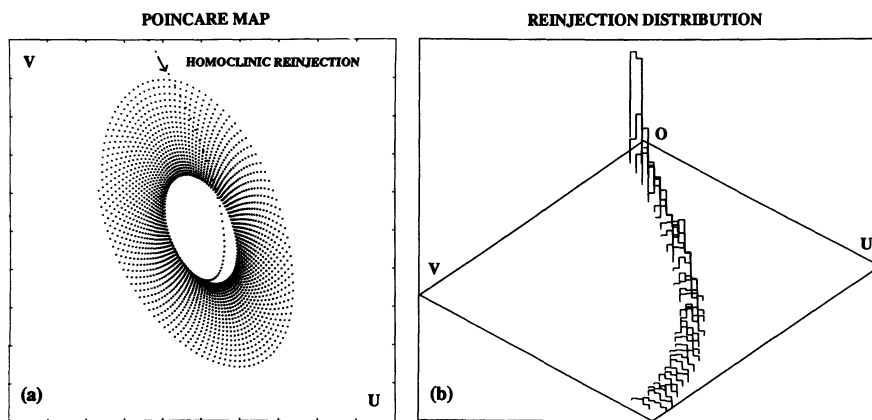 POINCARE MAP
REINJECTION DISTRIBUTION
V
HOMOCLINIC REINJECTION
(a)
U
O
V
U
(b)